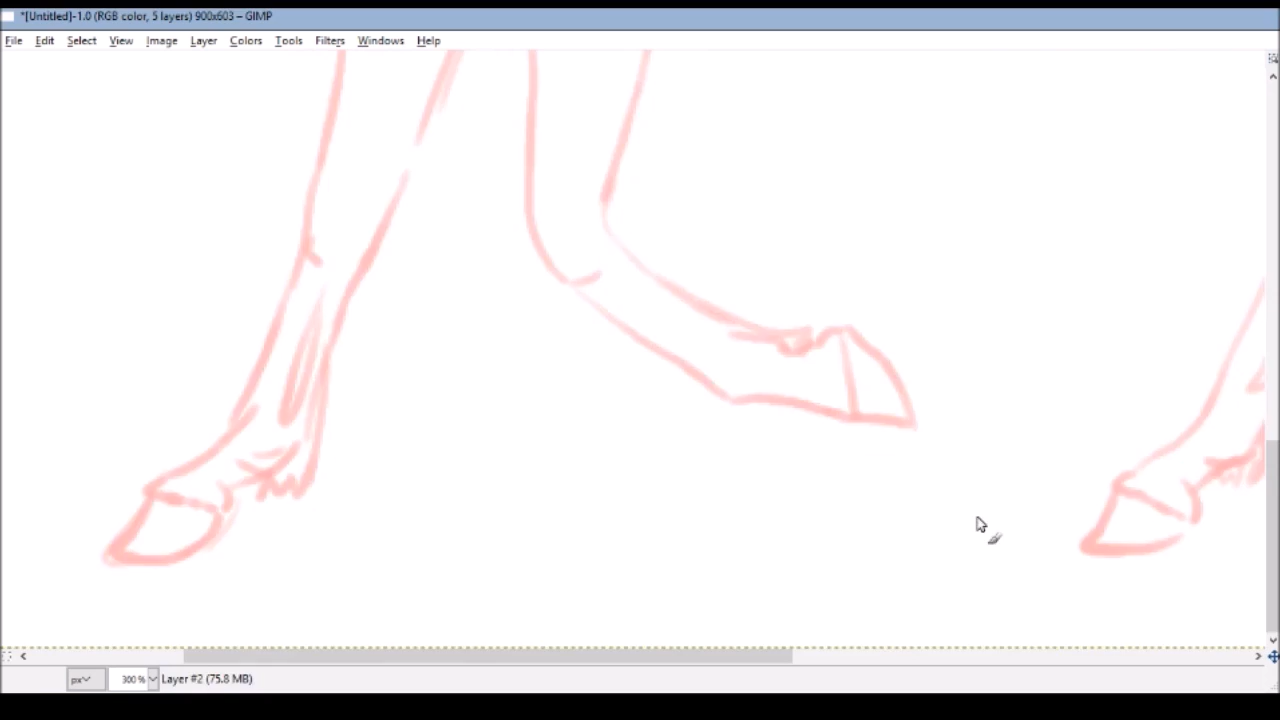 *[Untitled]-1.0 (RGB color, 5 layers) 900x603 – GIMP
File Edit Select View Image Layer Colors Tools Filters Windows Help
px 300 % Layer #2 (75.8 MB)